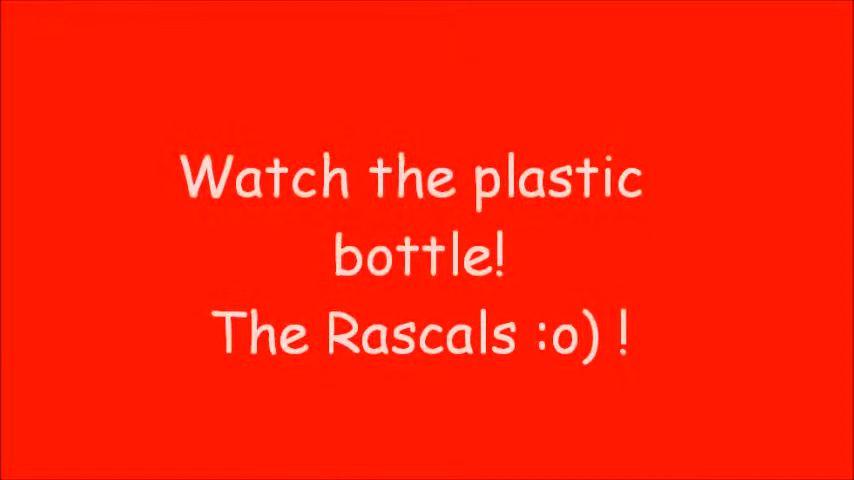 Watch the plastic
bottle!
The Rascals :o) !